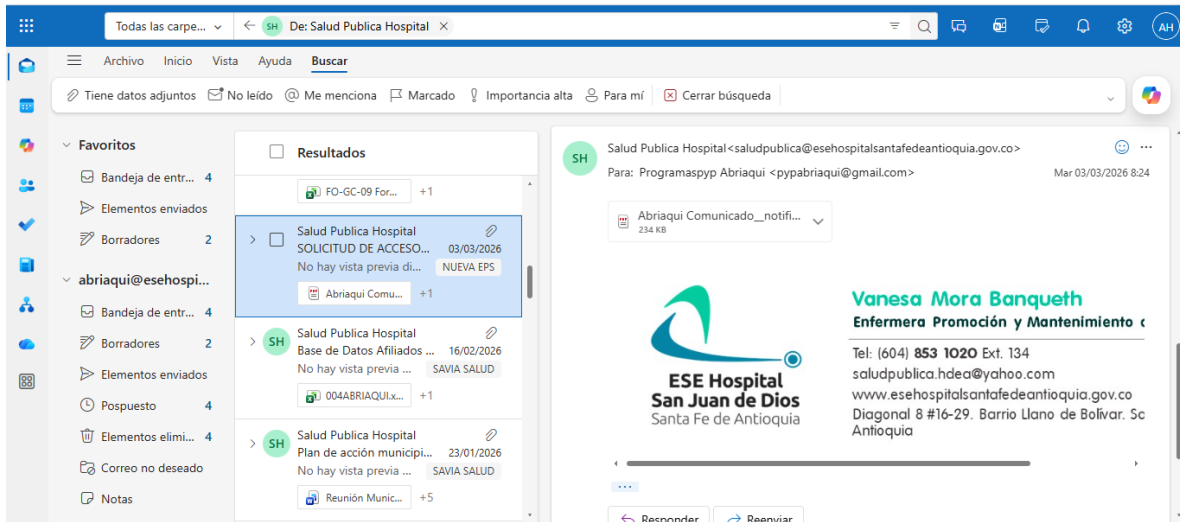 Todas las carpe...
SH De: Salud Publica Hospital
AH
Archivo Inicio Vista Ayuda Buscar
Tiene datos adjuntos No leído Me menciona Marcado Importancia alta Para mí Cerrar búsqueda
Favoritos
Bandeja de entr... 4
Elementos enviados
Borradores 2
abriaqui@esehospi...
Bandeja de entr... 4
Borradores 2
Elementos enviados
Pospuesto 4
Elementos elimi... 4
Correo no deseado
Notas
Resultados
FO-GC-09 For... +1
Salud Publica Hospital
SOLICITUD DE ACCESO... 03/03/2026
No hay vista previa di... NUEVA EPS
Abriaqui Comu... +1
SH
Salud Publica Hospital
Base de Datos Afiliados ... 16/02/2026
No hay vista previa ... SAVIA SALUD
004ABRIAQUI.x... +1
SH
Salud Publica Hospital
Plan de acción municipi... 23/01/2026
No hay vista previa ... SAVIA SALUD
Reunión Munic... +5
SH
Salud Publica Hospital<saludpublica@esehospitalsantafedeantioquia.gov.co>
Para: Programaspyp Abriaqui <pypabriaqui@gmail.com> Mar 03/03/2026 8:24
Abriaqui Comunicado__notifi...
234 KB
ESE Hospital
San Juan de Dios
Santa Fe de Antioquia
Vanesa Mora Banqueth
Enfermera Promoción y Mantenimiento
Tel: (604) 853 1020 Ext. 134
saludpublica.hdea@yahoo.com
www.esehospitalsantafedeantioquia.gov.co
Diagonal 8 #16-29. Barrio Llano de Bolívar. Sc
Antioquia
Responder Reenviar